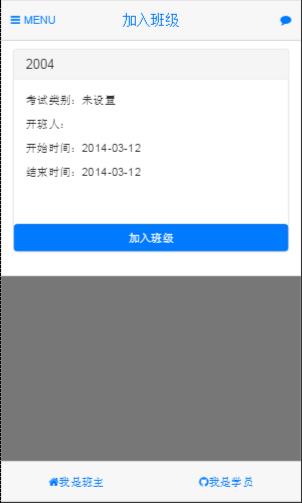 MENU 加入班级
2004
考试类别：未设置
开班人：
开始时间：2014-03-12
结束时间：2014-03-12
加入班级
我是班主 我是学员